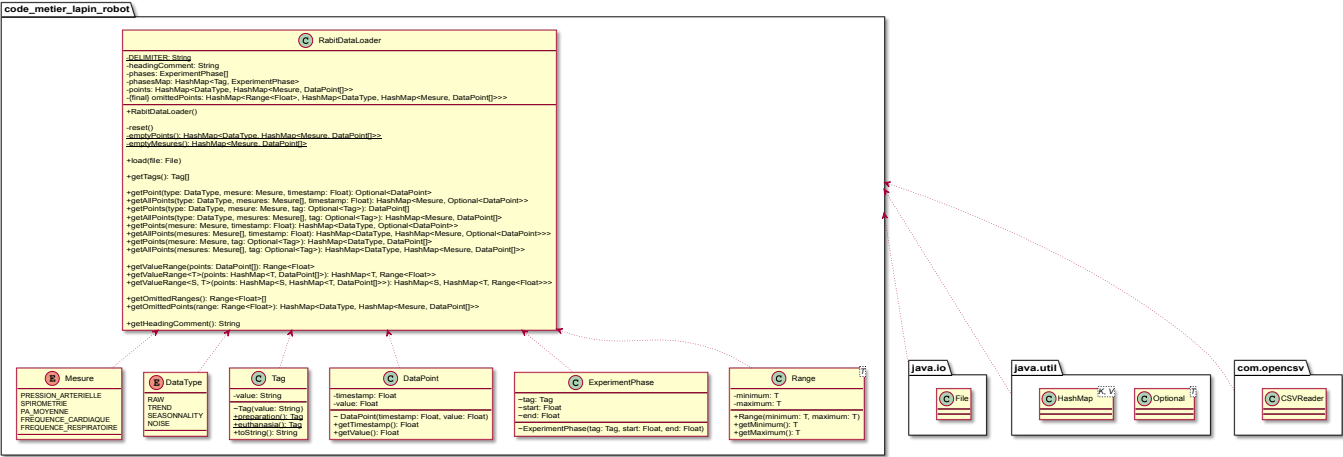 code_metier_lapin_robot
C RabitDataLoader
-DELIMITER: String
-headingComment: String
-phases: ExperimentPhase[]
-phasesMap: HashMap<Tag, ExperimentPhase>
-points: HashMap<DataType, HashMap<Mesure, DataPoint[]>>
-{final} omittedPoints: HashMap<Range<Float>, HashMap<DataType, HashMap<Mesure, DataPoint[]>>>
+RabitDataLoader()
-reset()
-emptyPoints(): HashMap<DataType, HashMap<Mesure, DataPoint[]>>
-emptyMesures(): HashMap<Mesure, DataPoint[]>
+load(file: File)
+getTags(): Tag[]
+getPoint(type: DataType, mesure: Mesure, timestamp: Float): Optional<DataPoint>
+getAllPoints(type: DataType, mesures: Mesure[], timestamp: Float): HashMap<Mesure, Optional<DataPoint>>
+getPoints(type: DataType, mesure: Mesure, tag: Optional<Tag>): DataPoint[]
+getAllPoints(type: DataType, mesures: Mesure[], tag: Optional<Tag>): HashMap<Mesure, DataPoint[]>
+getPoints(mesure: Mesure, timestamp: Float): HashMap<DataType, Optional<DataPoint>>
+getAllPoints(mesures: Mesure[], timestamp: Float): HashMap<DataType, HashMap<Mesure, Optional<DataPoint>>>
+getPoints(mesure: Mesure, tag: Optional<Tag>): HashMap<DataType, DataPoint[]>
+getAllPoints(mesures: Mesure[], tag: Optional<Tag>): HashMap<DataType, HashMap<Mesure, DataPoint[]>>
+getValueRange(points: DataPoint[]): Range<Float>
+getValueRange<T>(points: HashMap<T, DataPoint[]>): HashMap<T, Range<Float>>
+getValueRange<S, T>(points: HashMap<S, HashMap<T, DataPoint[]>>): HashMap<S, HashMap<T, Range<Float>>>
+getOmittedRanges(): Range<Float>[]
+getOmittedPoints(range: Range<Float>): HashMap<DataType, HashMap<Mesure, DataPoint[]>>
+getHeadingComment(): String
E Mesure
PRESSION_ARTERIELLE
SPIROMETRIE
PA_MOYENNE
FREQUENCE_CARDIAQUE
FREQUENCE_RESPIRATOIRE
E DataType
RAW
TREND
SEASONNALITY
NOISE
C Tag
-value: String
~Tag(value: String)
+preparation(): Tag
+euthanasia(): Tag
+toString(): String
C DataPoint
-timestamp: Float
-value: Float
~ DataPoint(timestamp: Float, value: Float)
+getTimestamp(): Float
+getValue(): Float
C ExperimentPhase
~tag: Tag
~start: Float
~end: Float
~ExperimentPhase(tag: Tag, start: Float, end: Float)
C Range T
-minimum: T
-maximum: T
+Range(minimum: T, maximum: T)
+getMinimum(): T
+getMaximum(): T
java.io
C File
java.util
C HashMap K, V
C Optional T
com.opencsv
C CSVReader